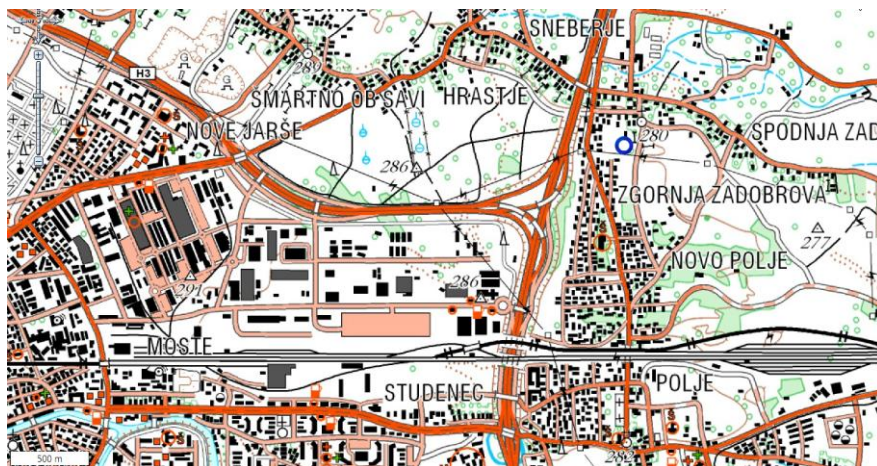 SNEBERJE
H3
289
ŠMARTNO OB SAVI
HRASTJE
NOVE JARŠE
280
SPODNJA ZAD
286
ZGORNJA ZADOBROVA
277
NOVO POLJE
291
286
MOSTE
STUDENEC
POLJE
282
500 m